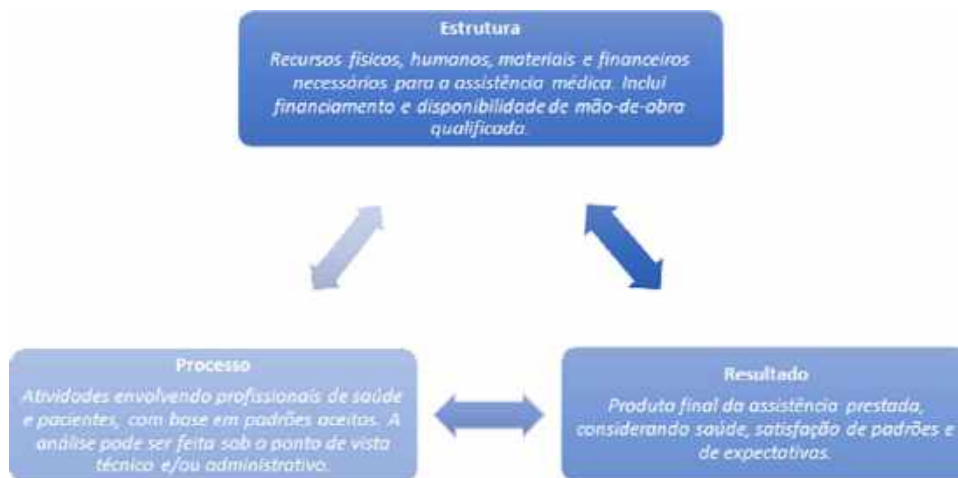 Estrutura
Recursos físicos, humanos, materiais e financeiros
necessários para a assistência médica. Inclui
financiamento e disponibilidade de mão-de-obra
qualificada.
Processo
Atividades envolvendo profissionais de saúde
e pacientes, com base em padrões aceitos. A
análise pode ser feita sob o ponto de vista
técnico e/ou administrativo.
Resultado
Produto final da assistência prestada,
considerando saúde, satisfação de padrões e
de expectativas.